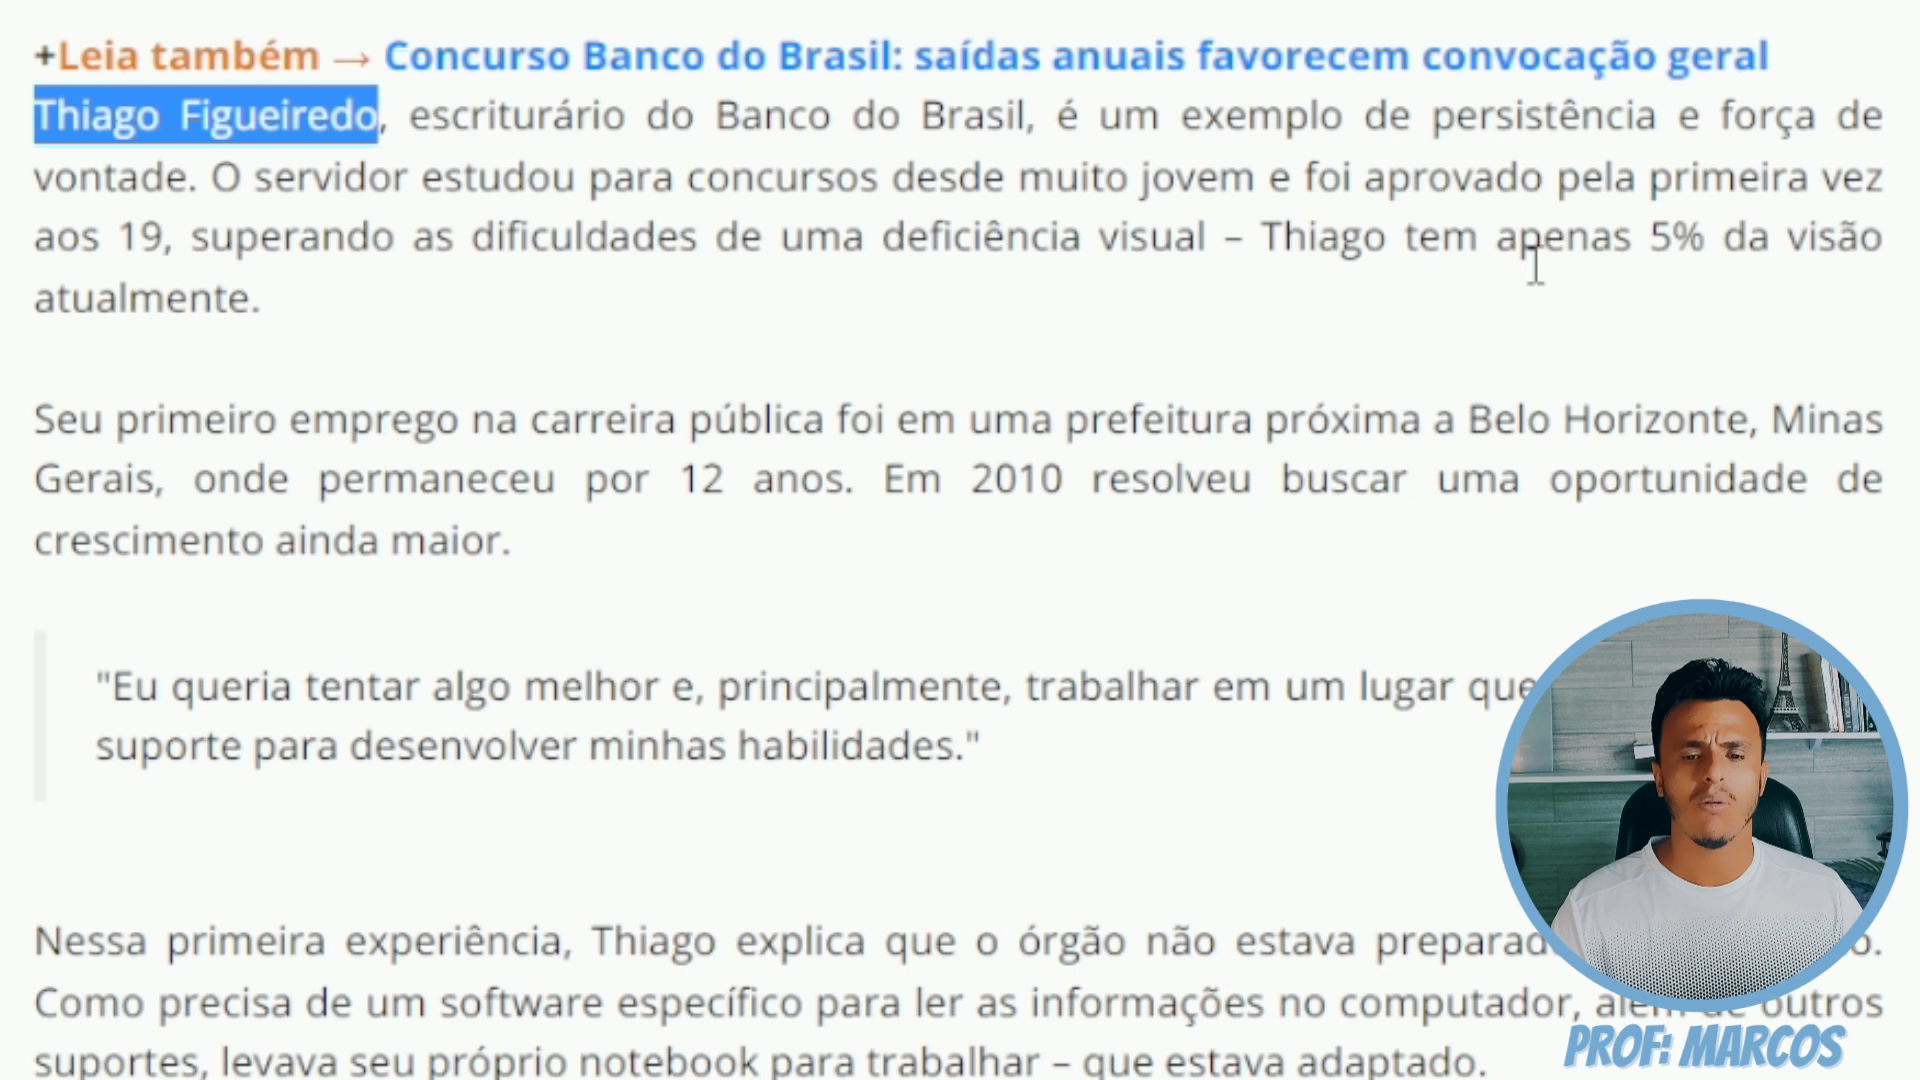 +Leia também → Concurso Banco do Brasil: saídas anuais favorecem convocação geral
Thiago Figueiredo, escriturário do Banco do Brasil, é um exemplo de persistência e força de
vontade. O servidor estudou para concursos desde muito jovem e foi aprovado pela primeira vez
aos 19, superando as dificuldades de uma deficiência visual – Thiago tem apenas 5% da visão
atualmente.
Seu primeiro emprego na carreira pública foi em uma prefeitura próxima a Belo Horizonte, Minas
Gerais, onde permaneceu por 12 anos. Em 2010 resolveu buscar uma oportunidade de
crescimento ainda maior.
"Eu queria tentar algo melhor e, principalmente, trabalhar em um lugar que
suporte para desenvolver minhas habilidades."
Nessa primeira experiência, Thiago explica que o órgão não estava
Como precisa de um software específico para ler as informações no computador, além de outros
suportes, levava seu próprio notebook para trabalhar – que estava adaptado.
PROF: MARCOS